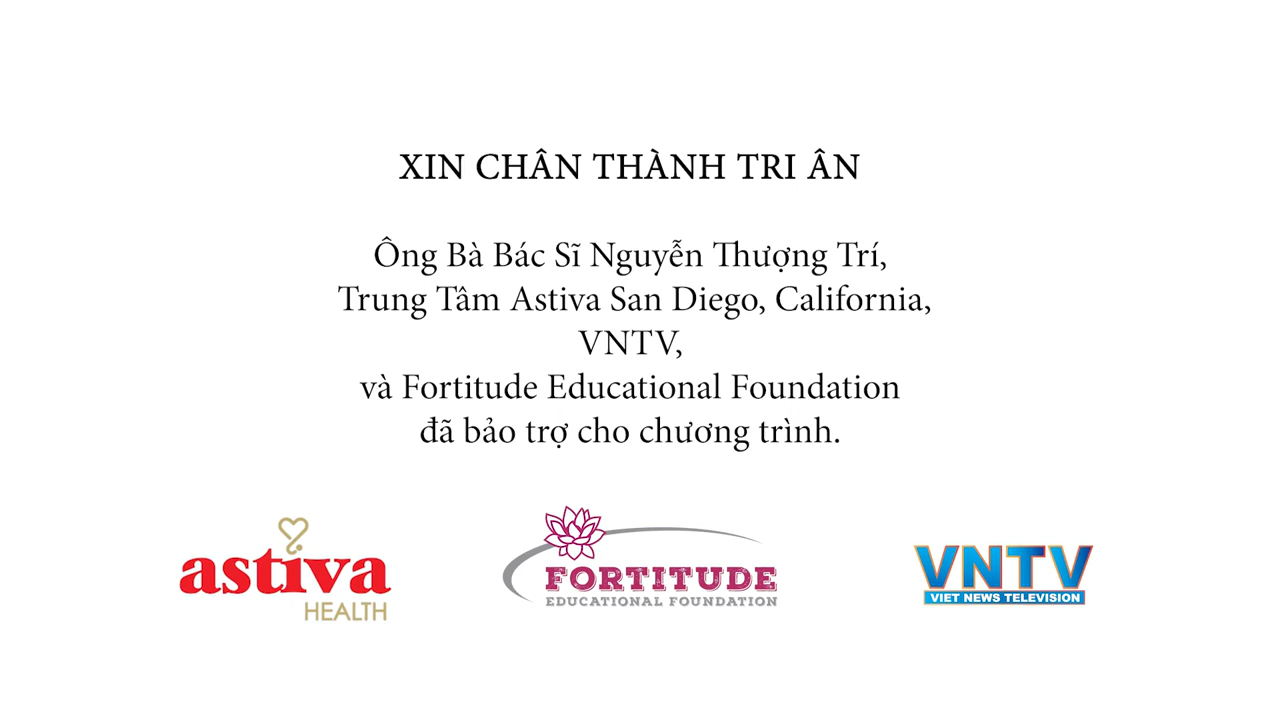 XIN CHÂN THÀNH TRI ÂN
Ông Bà Bác Sĩ Nguyễn Thượng Trí,
Trung Tâm Astiva San Diego, California,
VNTV,
và Fortitude Educational Foundation
đã bảo trợ cho chương trình.
astiva
HEALTH
FORTITUDE
EDUCATIONAL FOUNDATION
VNTV
VIET NEWS TELEVISION